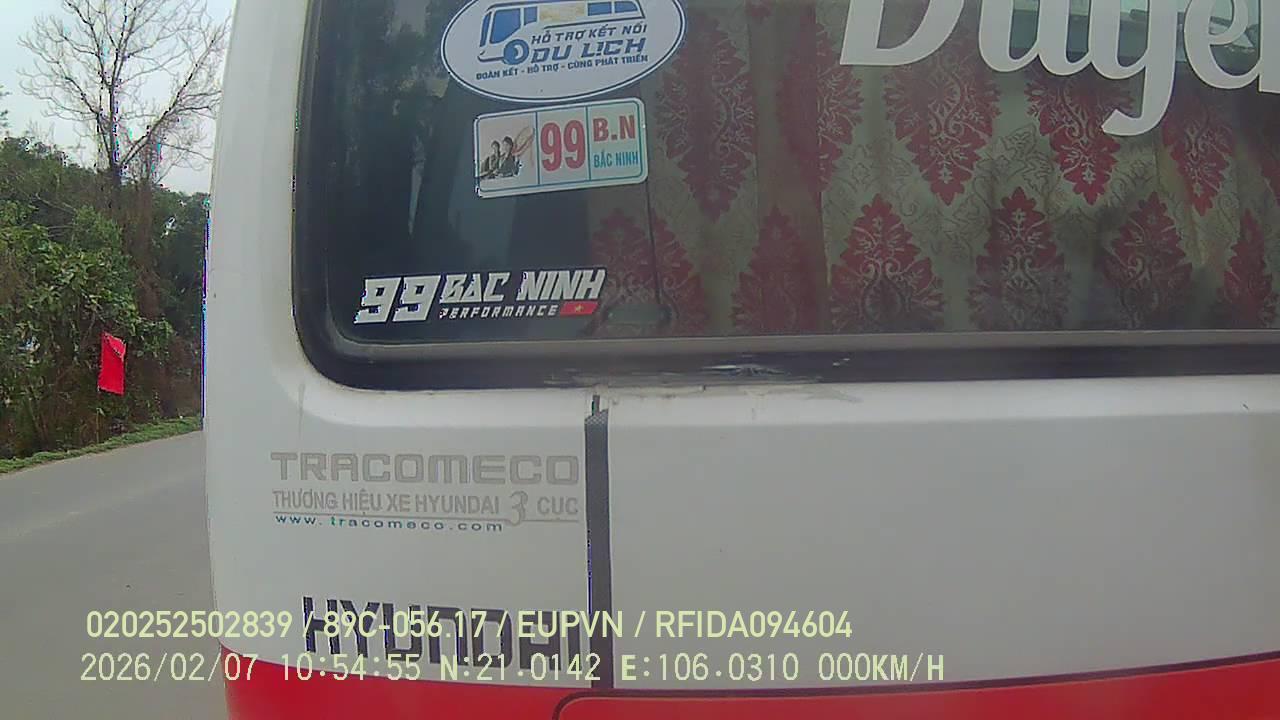 HỖ TRỢ KẾT NỐI
DU LỊCH
ĐOÀN KẾT - HỖ TRỢ - CÙNG PHÁT TRIỂN
Duyê
99
B.N
BẮC NINH
99 BẮC NINH
PERFORMANCE
TRACOMECO
THƯƠNG HIỆU XE HYUNDAI 3 CỤC
www.tracomeco.com
HYUNDAI
020252502839 / 89C-056.17 / EUPVN / RFIDA094604
2026/02/07 10:54:55 N:21.0142 E:106.0310 000KM/H